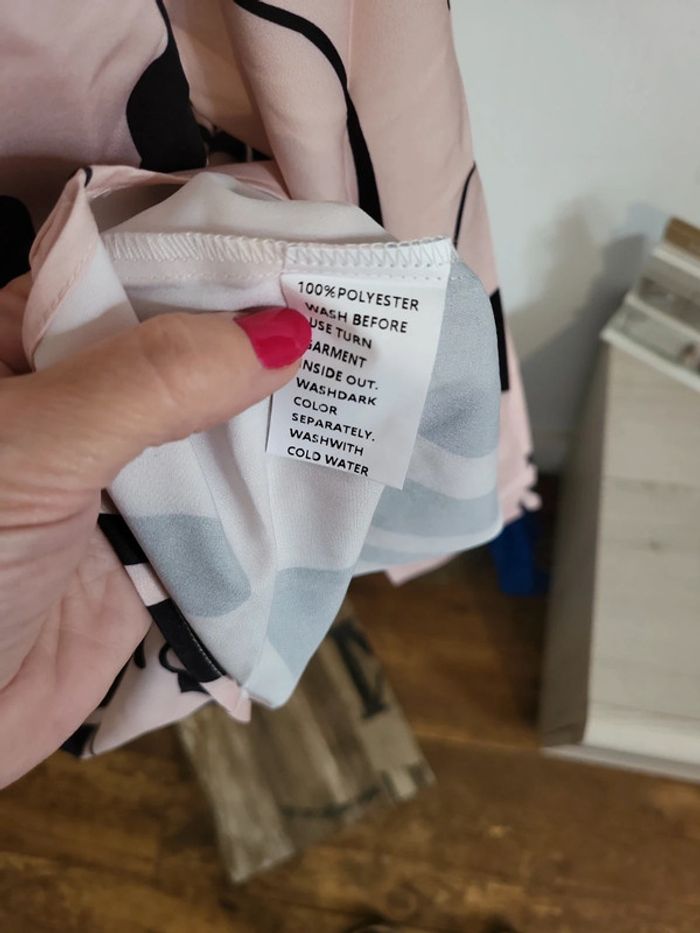 100%POLYESTER
WASH BEFORE
USE TURN
GARMENT
INSIDE OUT.
WASHDARK
COLOR
SEPARATELY.
WASHWITH
COLD WATER